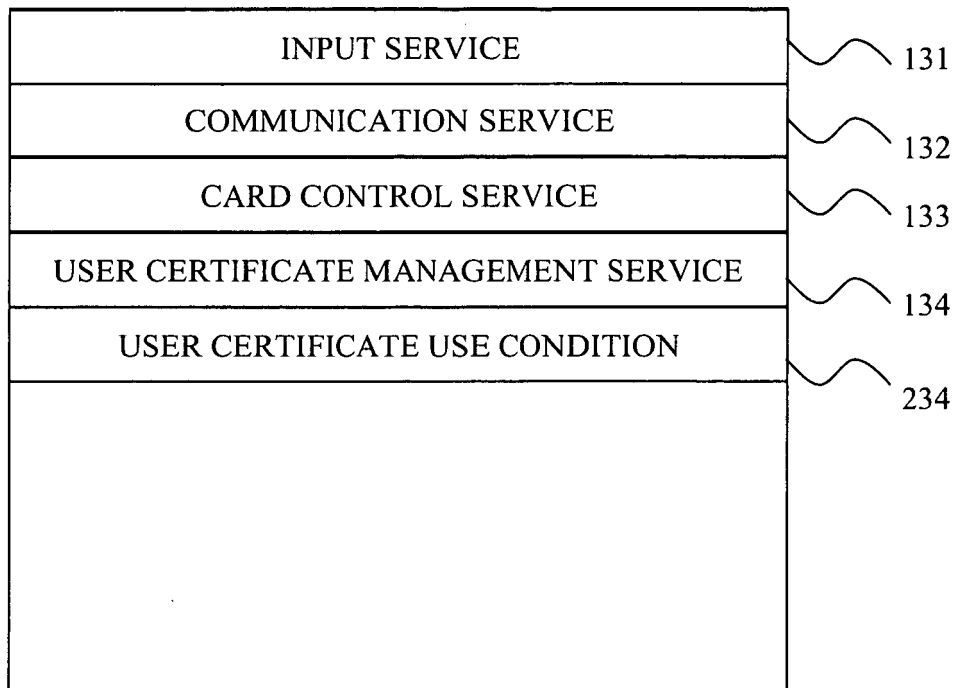 INPUT SERVICE
131
COMMUNICATION SERVICE
132
CARD CONTROL SERVICE
133
USER CERTIFICATE MANAGEMENT SERVICE
134
USER CERTIFICATE USE CONDITION
234